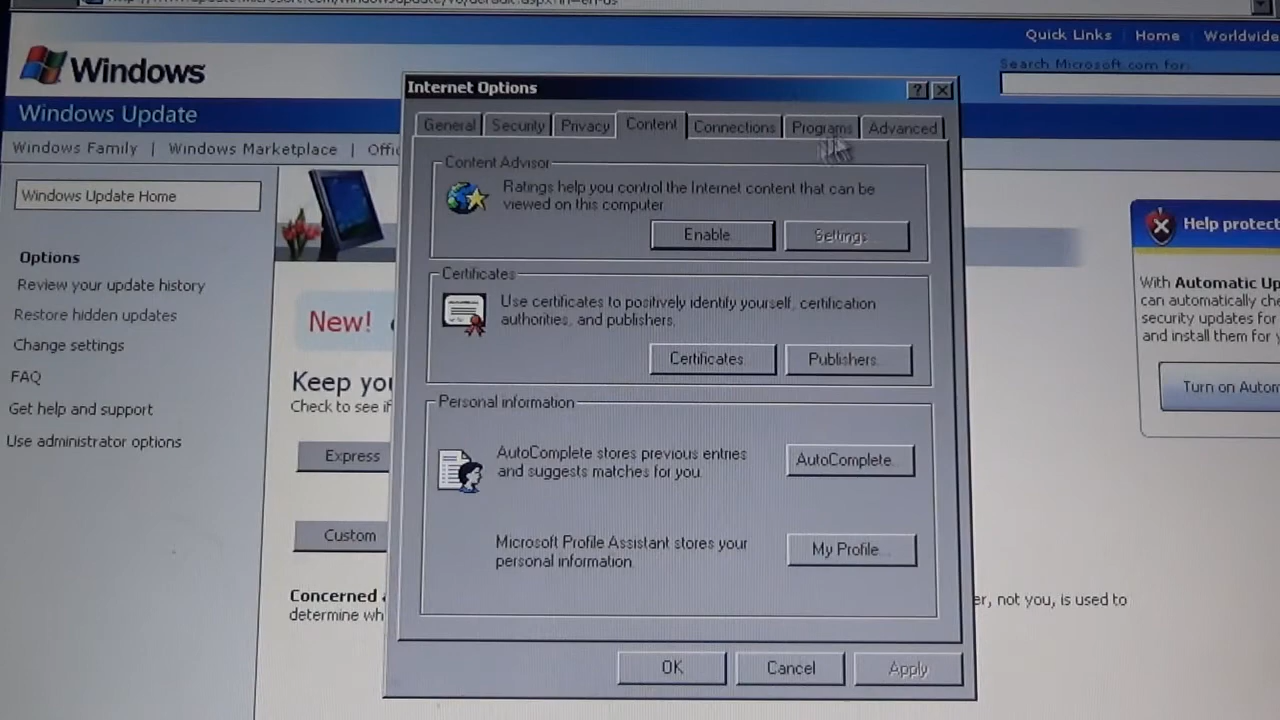 Quick Links | Home | Worldwide
Windows
Search Microsoft.com for:
Windows Update
Windows Family | Windows Marketplace |
Windows Update Home
Options
Review your update history
Restore hidden updates
Change settings
FAQ
Get help and support
Use administrator options
New!
Keep you
Check to see if
Express
Custom
Concerned
determine wh
er, not you, is used to
Internet Options
General Security Privacy Content Connections Programs Advanced
Content Advisor
Ratings help you control the Internet content that can be
viewed on this computer.
Enable... Settings...
Certificates
Use certificates to positively identify yourself, certification
authorities, and publishers.
Certificates... Publishers...
Personal information
AutoComplete stores previous entries
and suggests matches for you.
AutoComplete...
Microsoft Profile Assistant stores your
personal information.
My Profile...
OK Cancel Apply
Help protect
With Automatic Up
can automatically che
security updates for
and install them for y
Turn on Autom